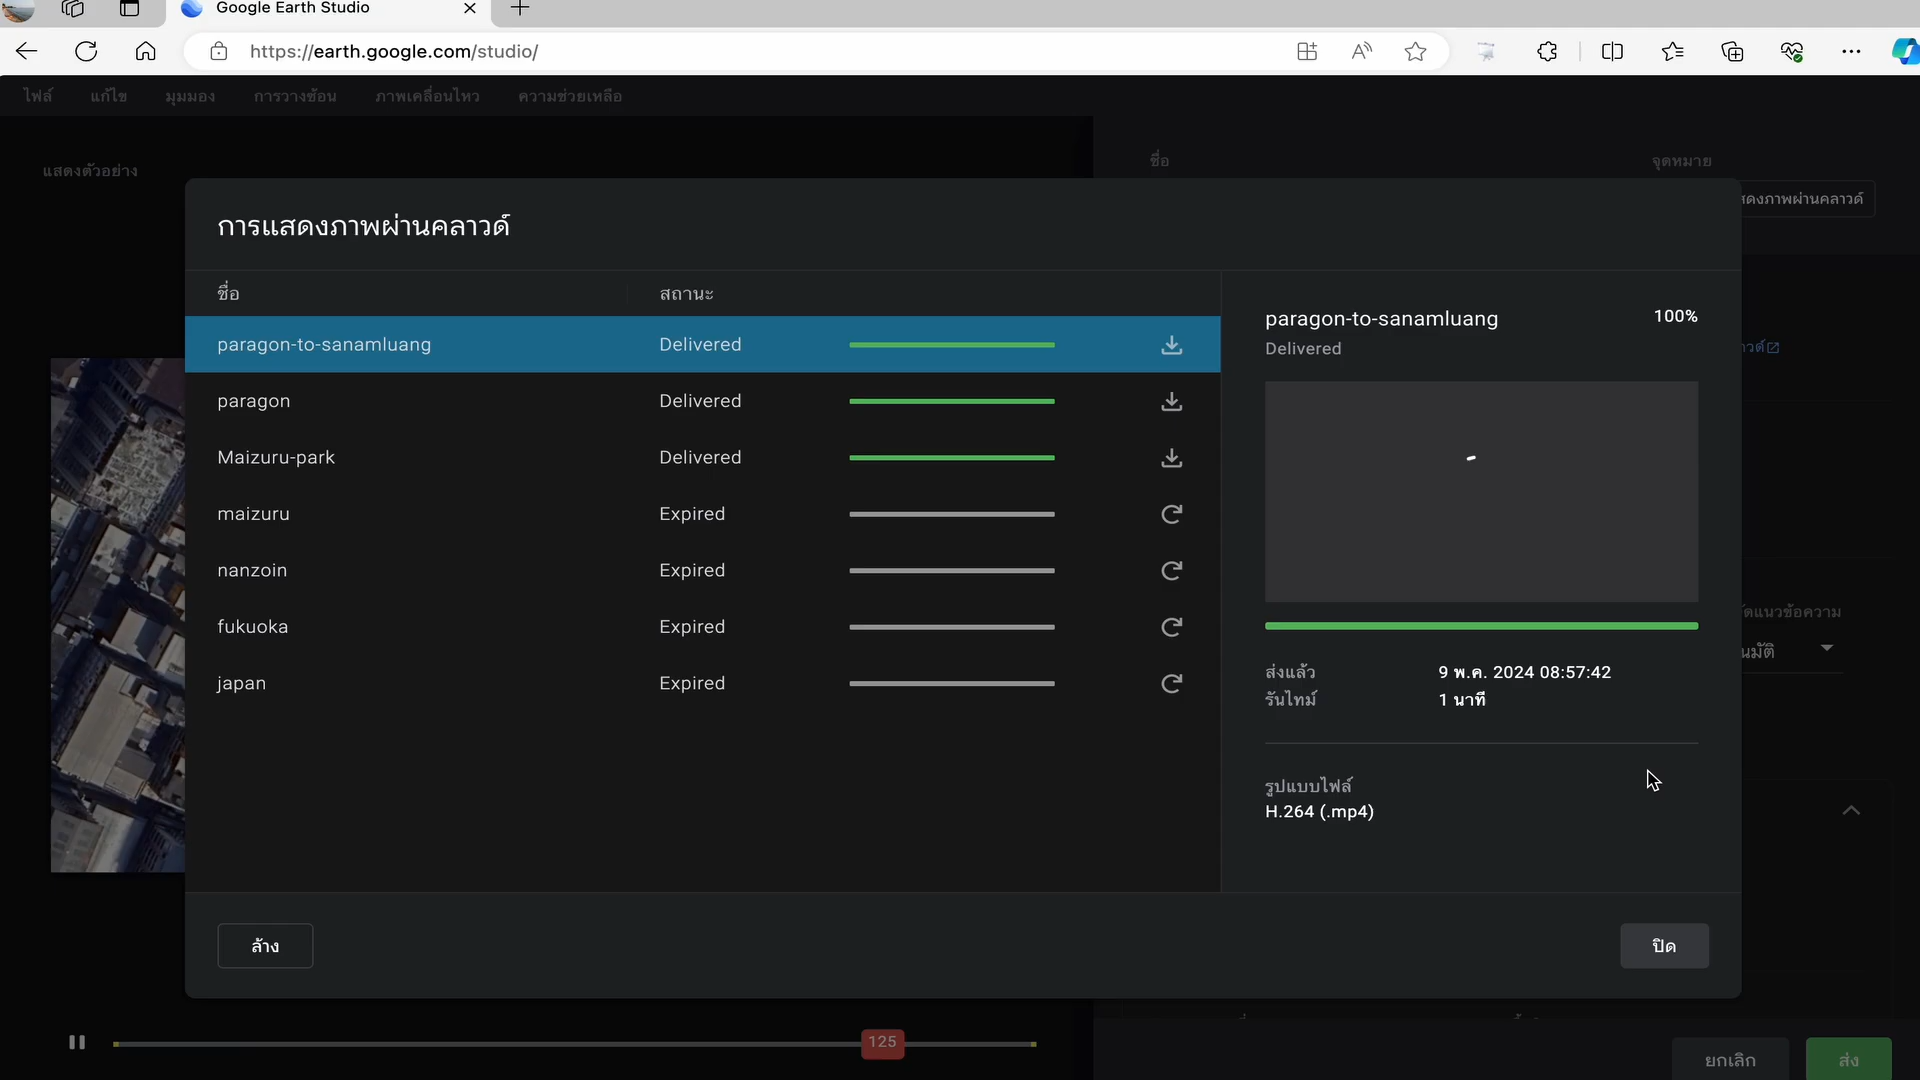 Google Earth Studio
https://earth.google.com/studio/
ไฟล์ แก้ไข มุมมอง การวางซ้อน ภาพเคลื่อนไหว ความช่วยเหลือ
แสดงตัวอย่าง
ชื่อ จุดหมาย
การแสดงภาพผ่านคลาวด์
ชื่อ สถานะ
paragon-to-sanamluang Delivered
paragon Delivered
Maizuru-park Delivered
maizuru Expired
nanzoin Expired
fukuoka Expired
japan Expired
paragon-to-sanamluang 100%
Delivered
ส่งแล้ว 9 พ.ค. 2024 08:57:42
รันไทม์ 1 นาที
รูปแบบไฟล์
H.264 (.mp4)
ล้าง ปิด
125
ยกเลิก ส่ง